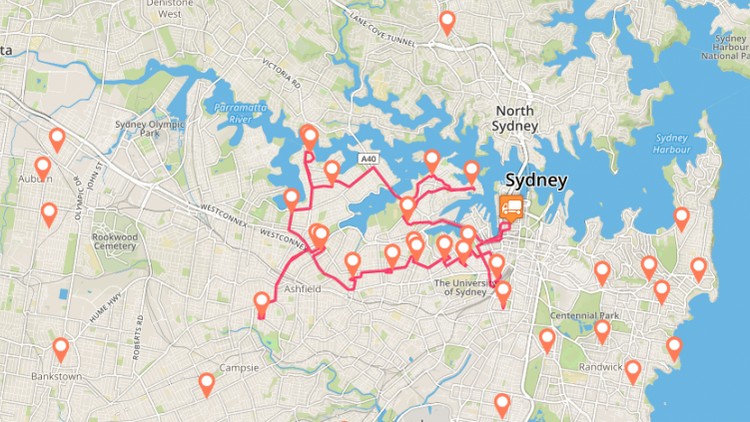 Denistone
West
LANE COVE TUNNEL
VICTORIA RD
Parramatta
River
Sydney Olympic
Park
North
Sydney
Sydney
Harbour
National Pa
Sydney
Harbour
ta
A40
Sydney
Auburn
OLYMPIC DR
JOHN ST
WESTCONNEX
WESTCONNEX
Rookwood
Cemetery
HUME HWY
ROBERTS RD
Ashfield
The University
of Sydney
Centennial Park
Campsie
Bankstown
Randwick